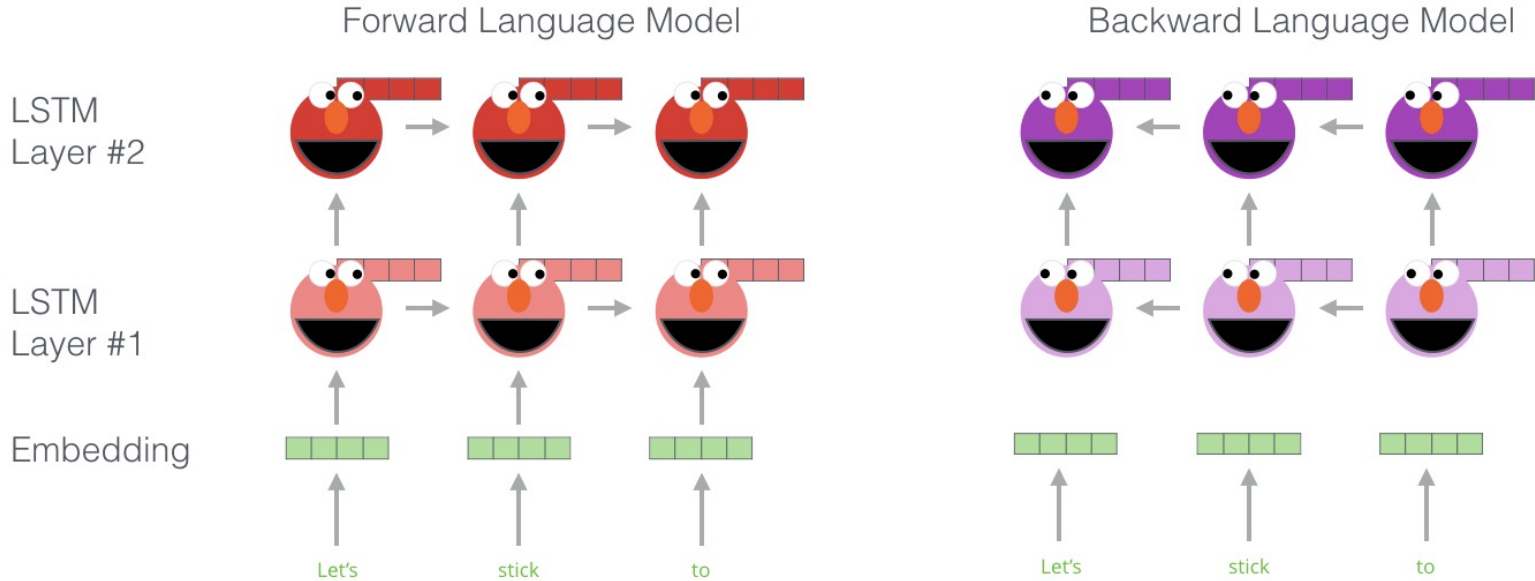 Forward Language Model
Backward Language Model
LSTM
Layer #2
LSTM
Layer #1
Embedding
Let's stick to
Let's stick to